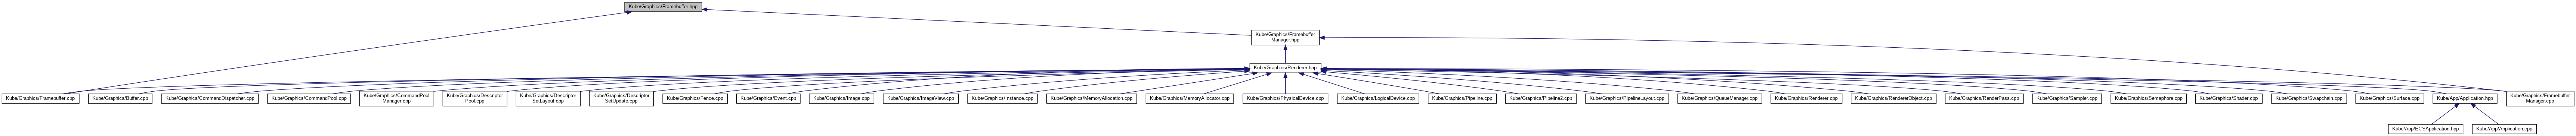 Kube/Graphics/Framebuffer.hpp
Kube/Graphics/Framebuffer
Manager.hpp
Kube/Graphics/Renderer.hpp
Kube/Graphics/Framebuffer.cpp
Kube/Graphics/Buffer.cpp
Kube/Graphics/CommandDispatcher.cpp
Kube/Graphics/CommandPool.cpp
Kube/Graphics/CommandPool
Manager.cpp
Kube/Graphics/Descriptor
Pool.cpp
Kube/Graphics/Descriptor
SetLayout.cpp
Kube/Graphics/Descriptor
SetUpdate.cpp
Kube/Graphics/Fence.cpp
Kube/Graphics/Event.cpp
Kube/Graphics/Image.cpp
Kube/Graphics/ImageView.cpp
Kube/Graphics/Instance.cpp
Kube/Graphics/MemoryAllocation.cpp
Kube/Graphics/MemoryAllocator.cpp
Kube/Graphics/PhysicalDevice.cpp
Kube/Graphics/LogicalDevice.cpp
Kube/Graphics/Pipeline.cpp
Kube/Graphics/Pipeline2.cpp
Kube/Graphics/PipelineLayout.cpp
Kube/Graphics/QueueManager.cpp
Kube/Graphics/Renderer.cpp
Kube/Graphics/RendererObject.cpp
Kube/Graphics/RenderPass.cpp
Kube/Graphics/Sampler.cpp
Kube/Graphics/Semaphore.cpp
Kube/Graphics/Shader.cpp
Kube/Graphics/Swapchain.cpp
Kube/Graphics/Surface.cpp
Kube/App/Application.hpp
Kube/Graphics/Framebuffer
Manager.cpp
Kube/App/ECSApplication.hpp
Kube/App/Application.cpp